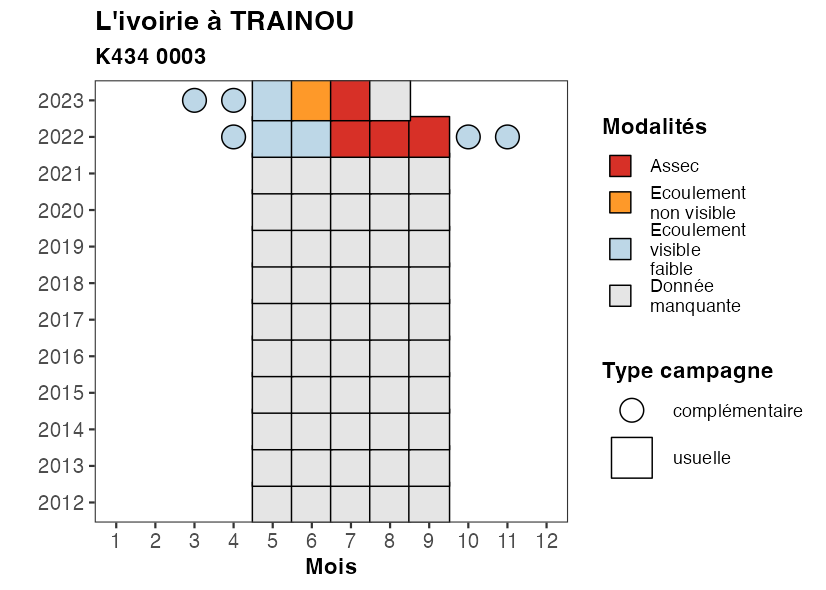 L'ivoirie à TRAINOU
K434 0003
2023
2022
2021
2020
2019
2018
2017
2016
2015
2014
2013
2012
1 2 3 4 5 6 7 8 9 10 11 12
Mois
Modalités
Assec
Ecoulement
non visible
Ecoulement
visible
faible
Donnée
manquante
Type campagne
complémentaire
usuelle